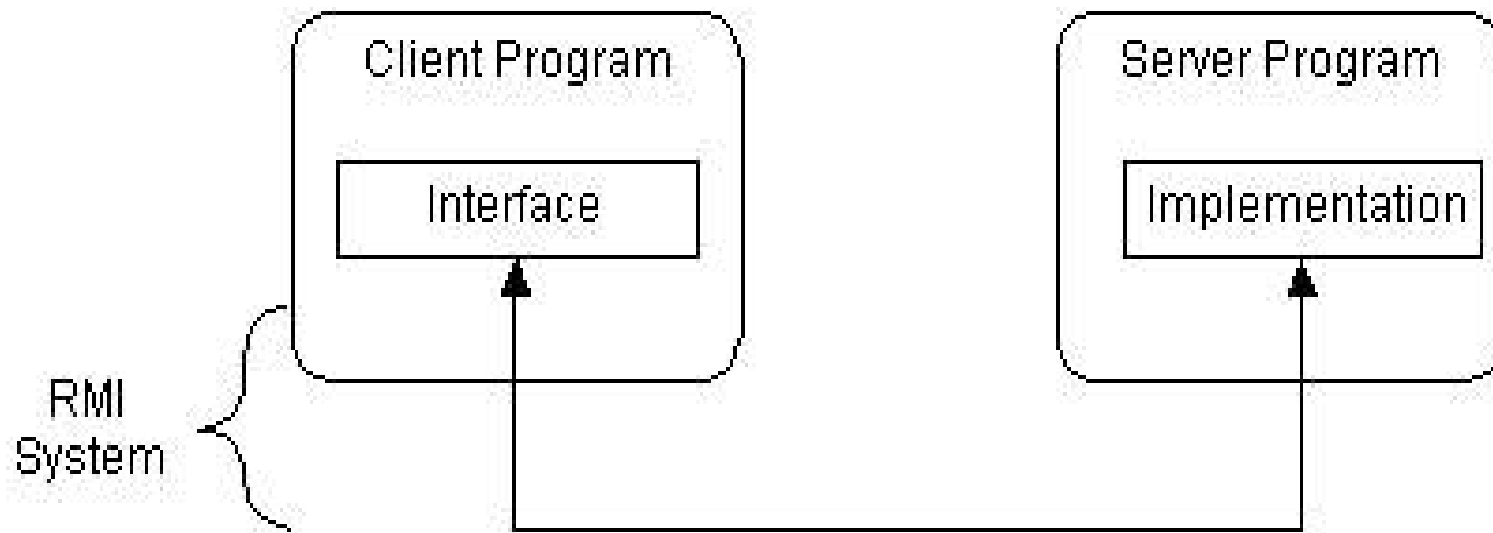 Client Program
Server Program
Interface
Implementation
RMI
System